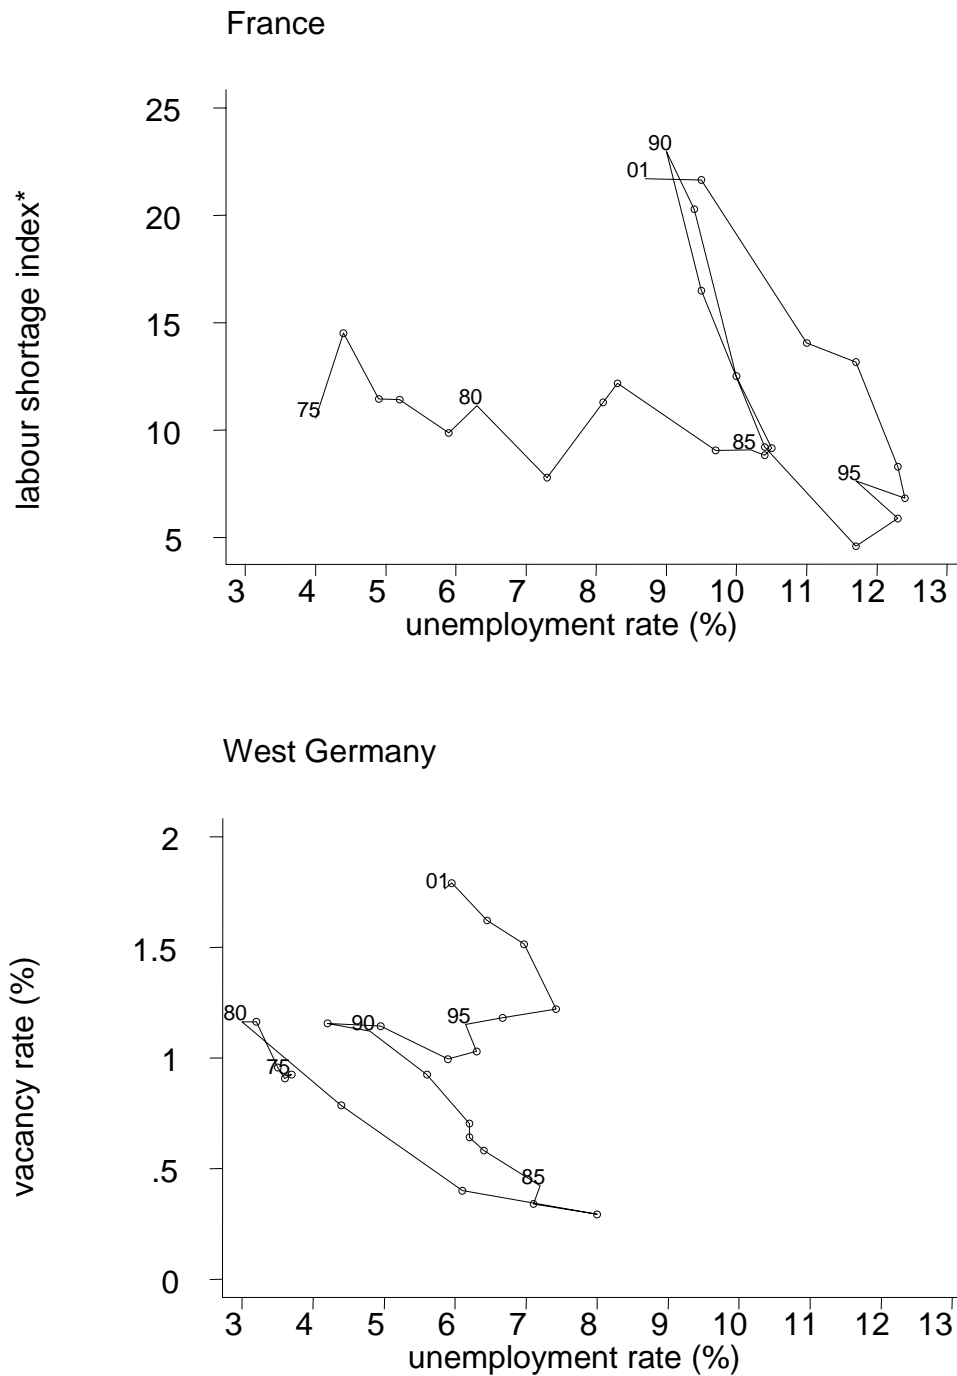 France
labour shortage index*
25
20
15
10
5
90
01
75
80
85
95
3 4 5 6 7 8 9 10 11 12 13
unemployment rate (%)
West Germany
vacancy rate (%)
2
1.5
1
.5
0
01
80
90
95
75
85
3 4 5 6 7 8 9 10 11 12 13
unemployment rate (%)